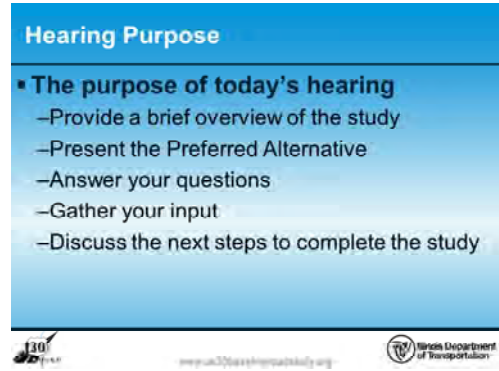 Hearing Purpose
▪ The purpose of today's hearing
–Provide a brief overview of the study
–Present the Preferred Alternative
–Answer your questions
–Gather your input
–Discuss the next steps to complete the study
30
Illinois Department
of Transportation